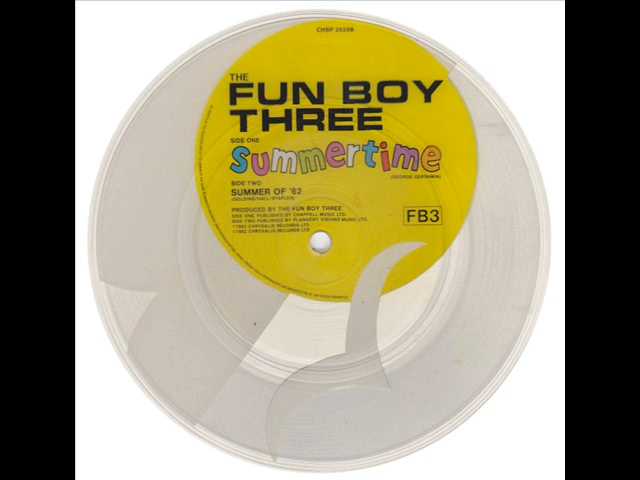 CHSP 2629B
THE
FUN BOY
THREE
SIDE ONE
Summertime
(GEORGE GERSHWIN)
SIDE TWO
SUMMER OF '82
(GOLDING/HALL/STAPLES)
PRODUCED BY THE FUN BOY THREE
SIDE ONE PUBLISHED BY CHAPPELL MUSIC LTD.
SIDE TWO PUBLISHED BY PLANGENT VISIONS MUSIC LTD.
℗1982 CHRYSALIS RECORDS LTD
©1982 CHRYSALIS RECORDS LTD
FB3